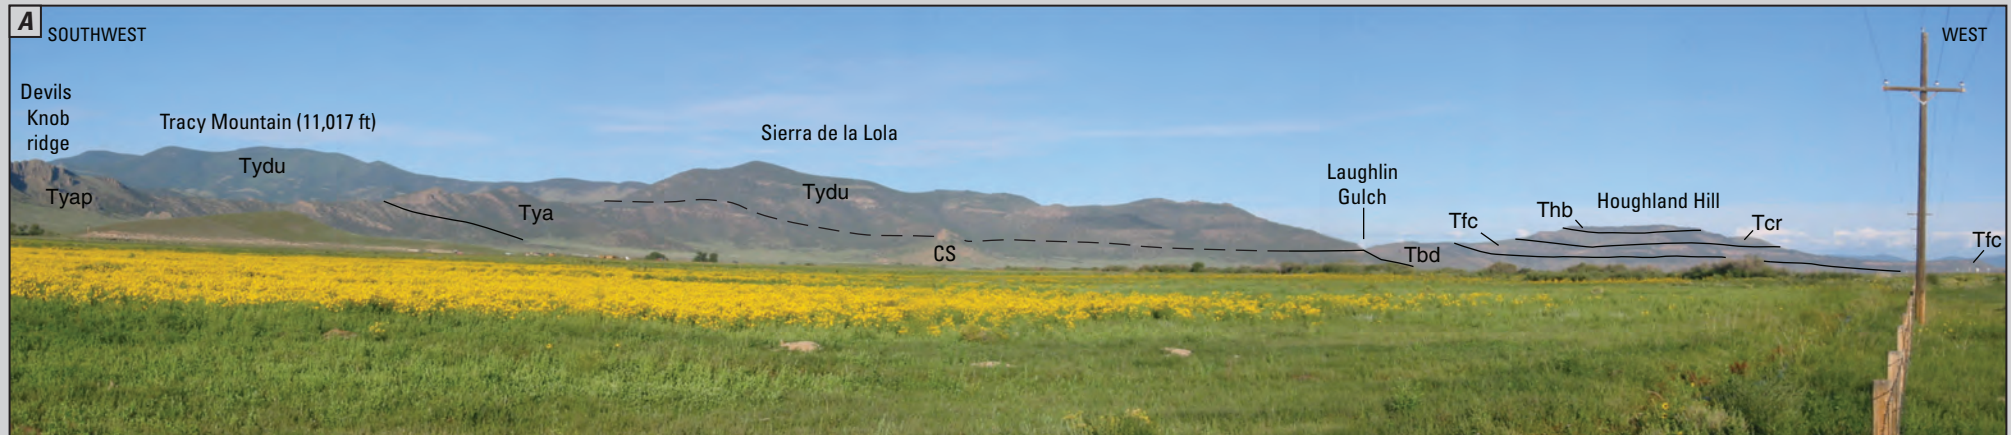 A
SOUTHWEST
WEST
Devils
Knob
ridge
Tracy Mountain (11,017 ft)
Sierra de la Lola
Laughlin
Gulch
Houghland Hill
Tyap
Tydu
Tya
Tydu
CS
Tbd
Tfc
Thb
Tcr
Tfc